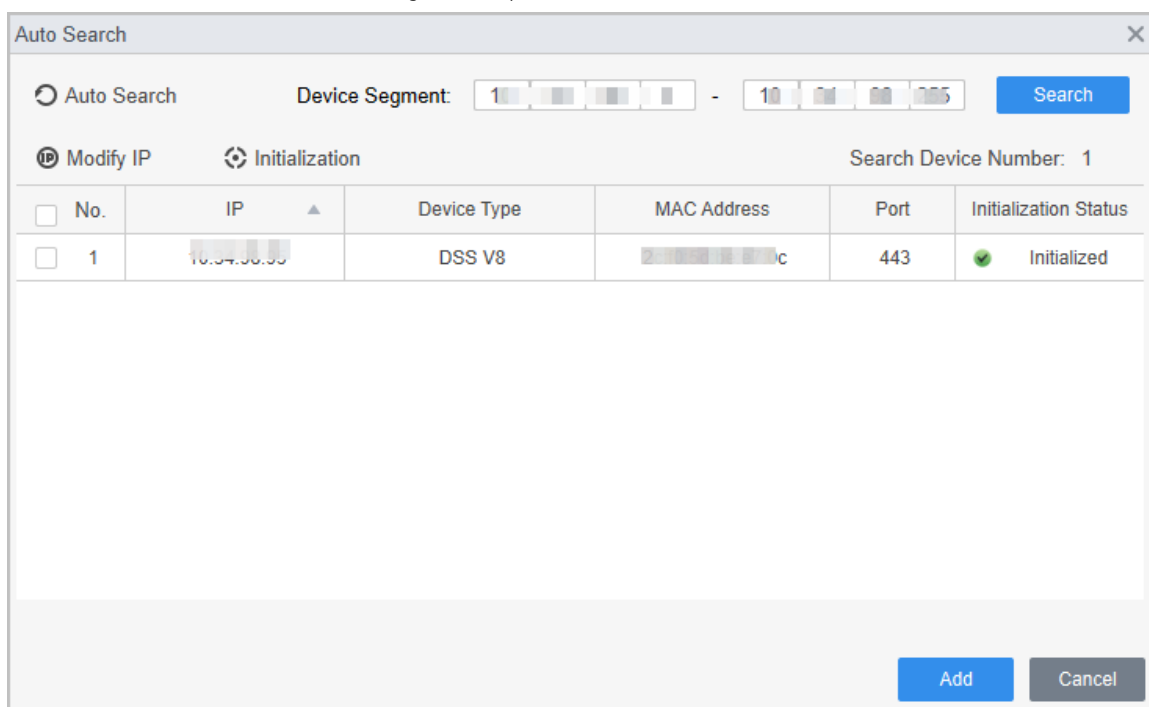 Auto Search
Auto Search Device Segment: - Search
Modify IP Initialization Search Device Number: 1
No. IP Device Type MAC Address Port Initialization Status
1 DSS V8 443 Initialized
Add Cancel